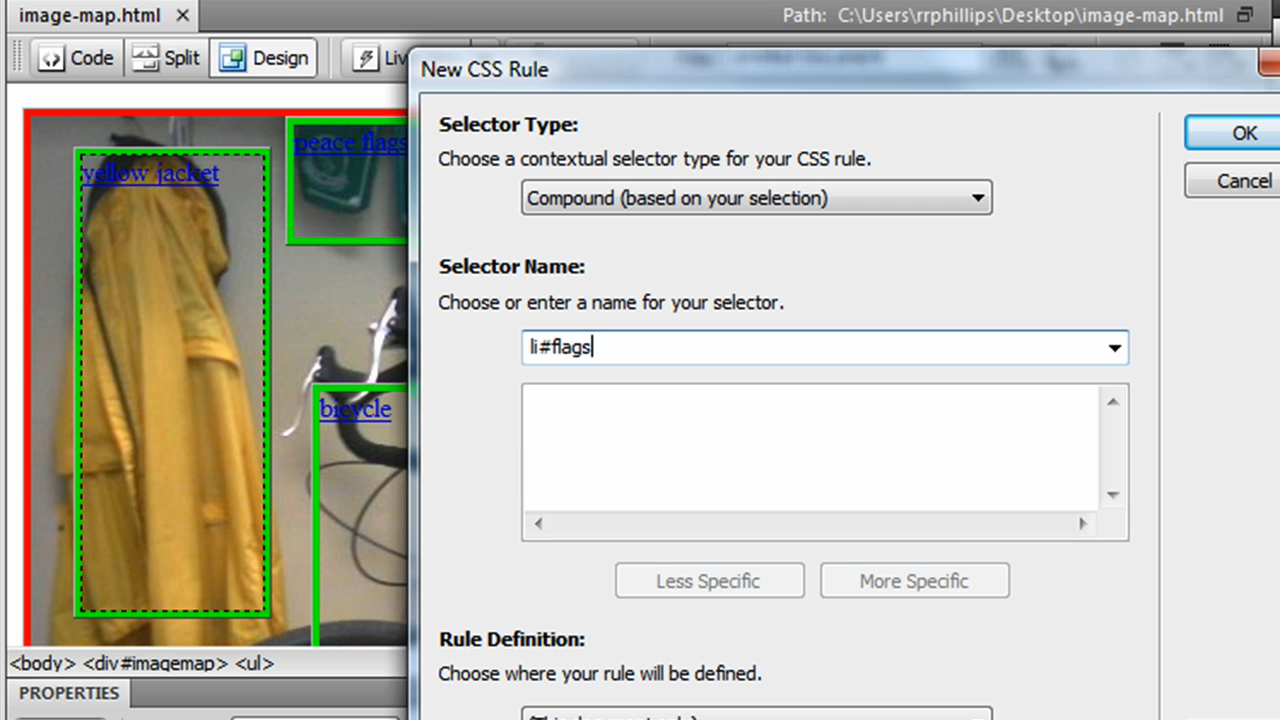 image-map.html
Path: C:\Users\rrphillips\Desktop\image-map.html
Code Split Design
New CSS Rule
Selector Type:
Choose a contextual selector type for your CSS rule.
Compound (based on your selection)
OK
Cancel
peace flags
yellow jacket
bicycle
Selector Name:
Choose or enter a name for your selector.
li#flags
Less Specific
More Specific
Rule Definition:
Choose where your rule will be defined.
<body> <div#imagemap> <ul>
PROPERTIES